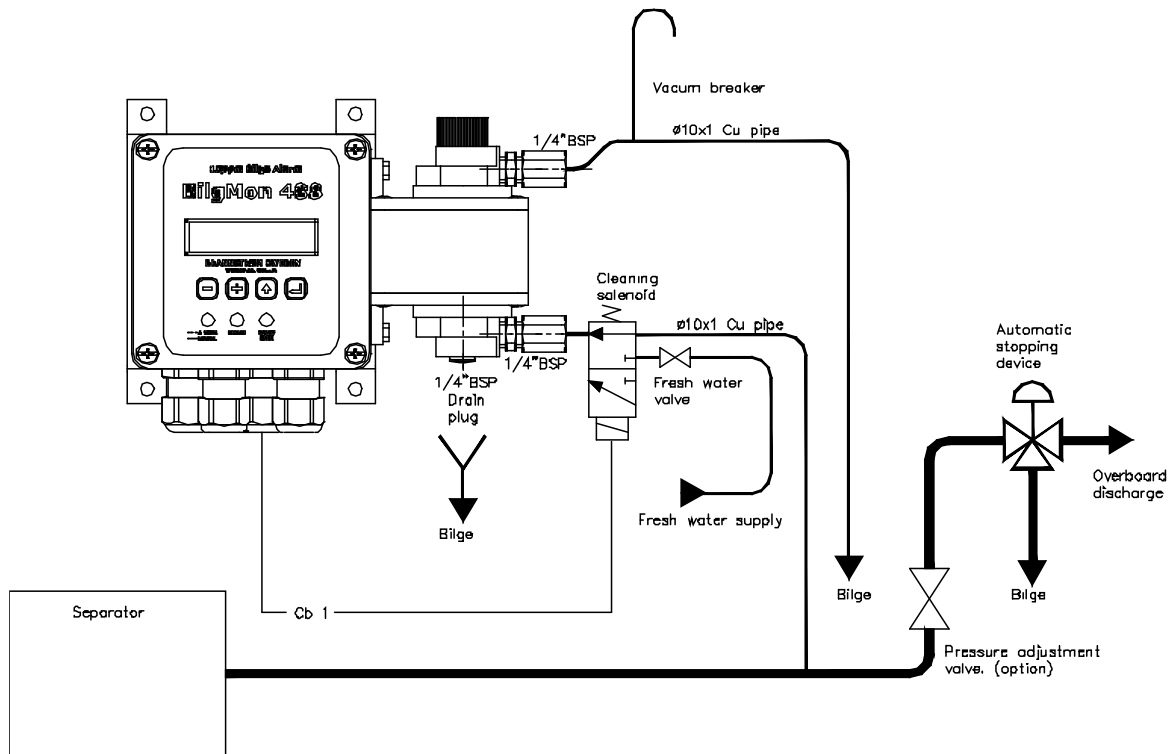 Vacum breaker
1/4" BSP
ø10x1 Cu pipe
Cleaning
salenoid
ø10x1 Cu pipe
1/4" BSP
1/4" BSP
Drain
plug
Fresh water
valve
Automatic
stopping
device
Overboard
discharge
Bilge
Fresh water supply
Bilge
Bilge
Separator
Cb 1
Pressure adjustment
valve. (option)